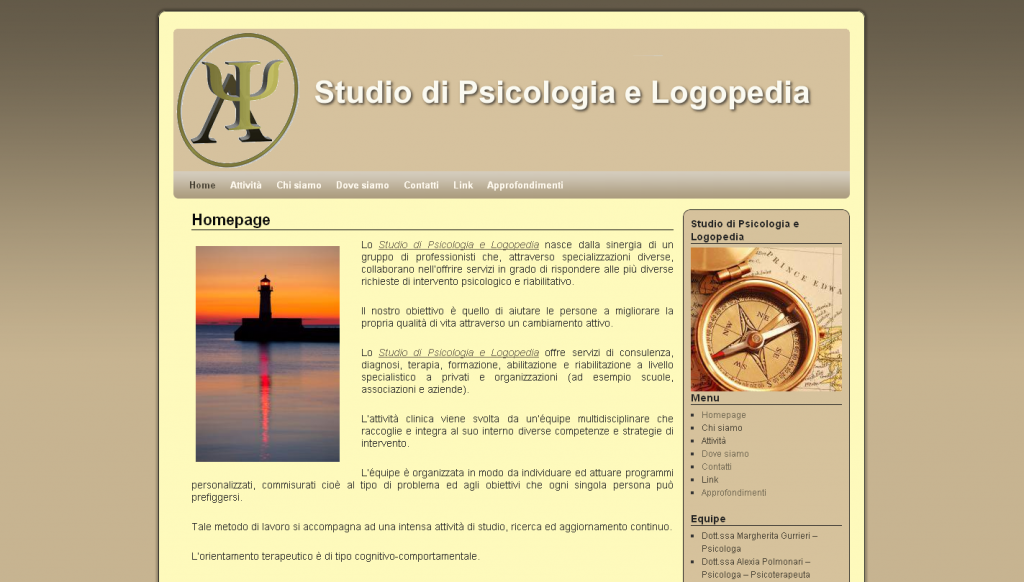 Studio di Psicologia e Logopedia
Home Attività Chi siamo Dove siamo Contatti Link Approfondimenti
Homepage
Lo Studio di Psicologia e Logopedia nasce dalla sinergia di un
gruppo di professionisti che, attraverso specializzazioni diverse,
collaborano nell'offrire servizi in grado di rispondere alle più diverse
richieste di intervento psicologico e riabilitativo.
Il nostro obiettivo è quello di aiutare le persone a migliorare la
propria qualità di vita attraverso un cambiamento attivo.
Lo Studio di Psicologia e Logopedia offre servizi di consulenza,
diagnosi, terapia, formazione, abilitazione e riabilitazione a livello
specialistico a privati e organizzazioni (ad esempio scuole,
associazioni e aziende).
L'attività clinica viene svolta da un'équipe multidisciplinare che
raccoglie e integra al suo interno diverse competenze e strategie di
intervento.
L'équipe è organizzata in modo da individuare ed attuare programmi
personalizzati, commisurati cioè al tipo di problema ed agli obiettivi che ogni singola persona può
prefiggersi.
Tale metodo di lavoro si accompagna ad una intensa attività di studio, ricerca ed aggiornamento continuo.
L'orientamento terapeutico è di tipo cognitivo-comportamentale.
Studio di Psicologia e
Logopedia
PRINCE EDWA
NW
NE
SW
Menu
Homepage
Chi siamo
Attività
Dove siamo
Contatti
Link
Approfondimenti
Equipe
Dott.ssa Margherita Gurrieri –
Psicologa
Dott.ssa Alexia Polmonari –
Psicologa – Psicoterapeuta